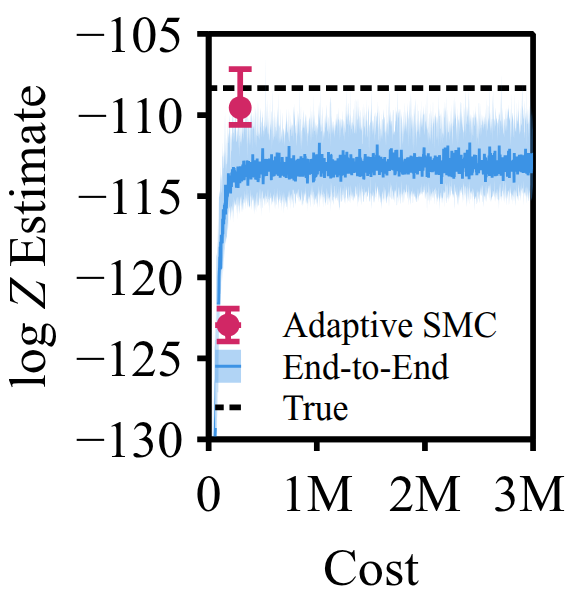 log Z Estimate
−105
−110
−115
−120
−125
−130
Adaptive SMC
End-to-End
True
0 1M 2M 3M
Cost